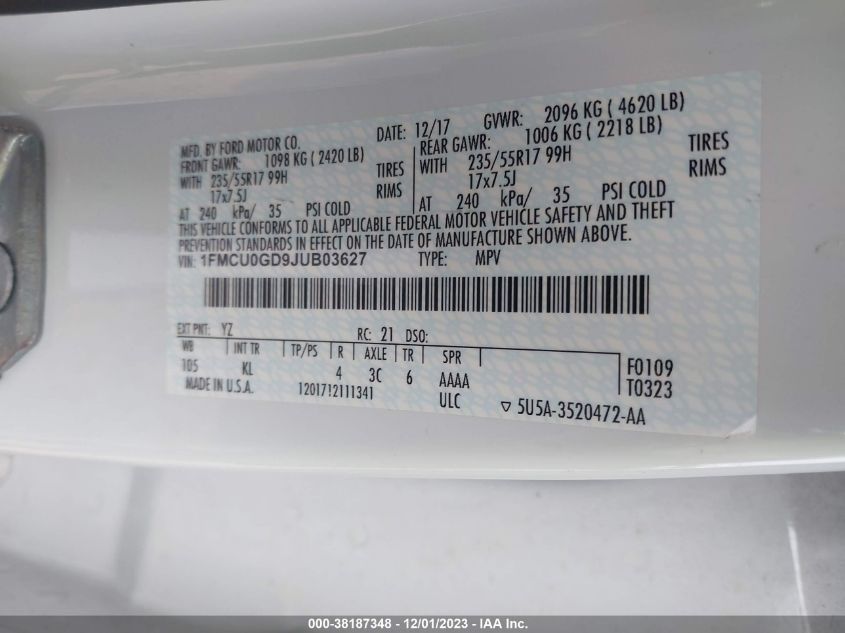 MFD. BY FORD MOTOR CO.
DATE: 12/17 GVWR: 2096 KG ( 4620 LB)
FRONT GAWR: 1098 KG ( 2420 LB)
REAR GAWR: 1006 KG ( 2218 LB)
WITH 235/55R17 99H TIRES
WITH 235/55R17 99H TIRES
17x7.5J RIMS
17x7.5J RIMS
AT 240 kPa/ 35 PSI COLD
AT 240 kPa/ 35 PSI COLD
THIS VEHICLE CONFORMS TO ALL APPLICABLE FEDERAL MOTOR VEHICLE SAFETY AND THEFT
PREVENTION STANDARDS IN EFFECT ON THE DATE OF MANUFACTURE SHOWN ABOVE.
VIN: 1FMCU0GD9JUB03627 TYPE: MPV
EXT PNT: YZ RC: 21 DSO:
WB INT TR TP/PS R AXLE TR SPR
105 KL 4 3C 6 AAAA
F0109
T0323
MADE IN U.S.A. 1201712111341 ULC
▽ 5U5A-3520472-AA
000-38187348 - 12/01/2023 - IAA Inc.